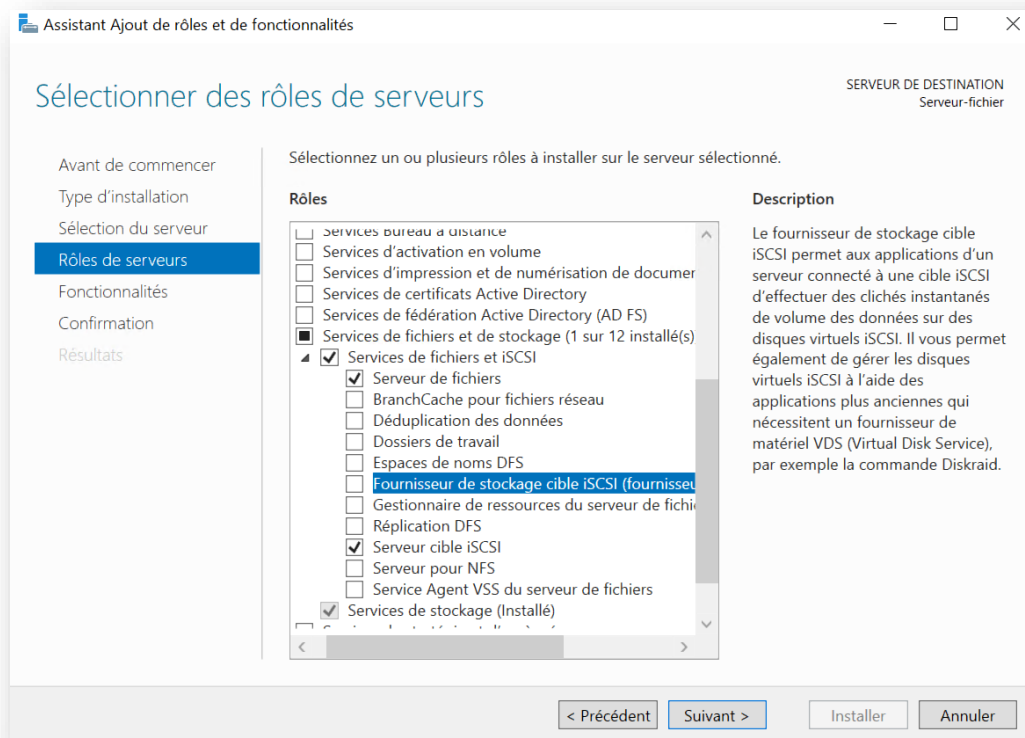 Assistant Ajout de rôles et de fonctionnalités
Sélectionner des rôles de serveurs
SERVEUR DE DESTINATION
Serveur-fichier
Avant de commencer
Type d'installation
Sélection du serveur
Rôles de serveurs
Fonctionnalités
Confirmation
Résultats
Sélectionnez un ou plusieurs rôles à installer sur le serveur sélectionné.
Rôles
Services Bureau à distance
Services d'activation en volume
Services d'impression et de numérisation de documer
Services de certificats Active Directory
Services de fédération Active Directory (AD FS)
Services de fichiers et de stockage (1 sur 12 installé(s)
Services de fichiers et iSCSI
Serveur de fichiers
BranchCache pour fichiers réseau
Déduplication des données
Dossiers de travail
Espaces de noms DFS
Fournisseur de stockage cible iSCSI (fournisseu
Gestionnaire de ressources du serveur de fichi
Réplication DFS
Serveur cible iSCSI
Serveur pour NFS
Service Agent VSS du serveur de fichiers
Services de stockage (Installé)
Description
Le fournisseur de stockage cible
iSCSI permet aux applications d'un
serveur connecté à une cible iSCSI
d'effectuer des clichés instantanés
de volume des données sur des
disques virtuels iSCSI. Il vous permet
également de gérer les disques
virtuels iSCSI à l'aide des
applications plus anciennes qui
nécessitent un fournisseur de
matériel VDS (Virtual Disk Service),
par exemple la commande Diskraid.
< Précédent
Suivant >
Installer
Annuler